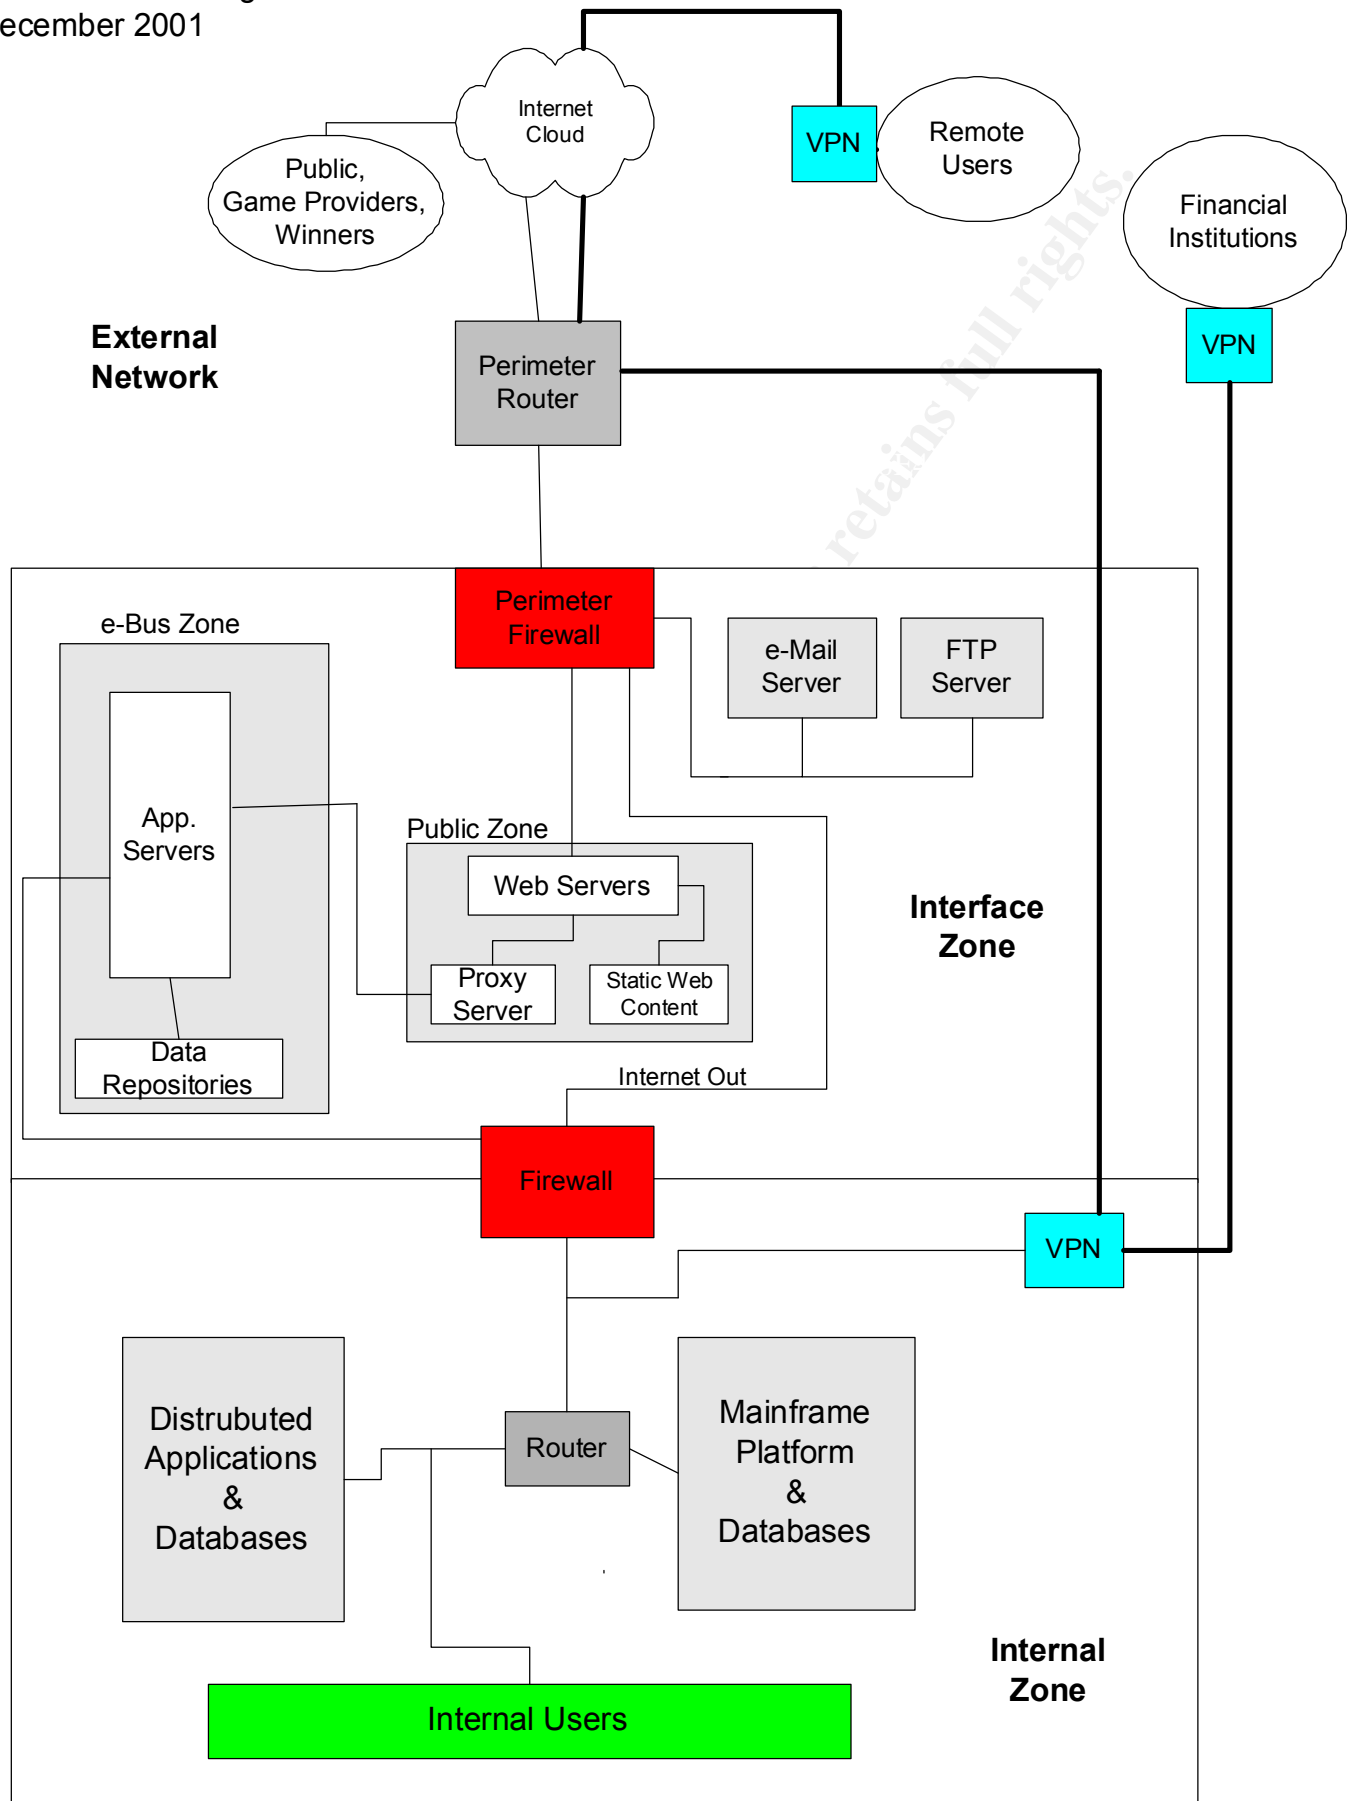 ecember 2001
Internet
Cloud
VPN
Remote
Users
Public,
Game Providers,
Winners
Financial
Institutions
VPN
External
Network
Perimeter
Router
retains full rights.
Perimeter
Firewall
e-Bus Zone
e-Mail
Server
FTP
Server
App.
Servers
Public Zone
Web Servers
Interface
Zone
Proxy
Server
Static Web
Content
Data
Repositories
Internet Out
Firewall
VPN
Distrubuted
Applications
&
Databases
Router
Mainframe
Platform
&
Databases
Internal
Zone
Internal Users